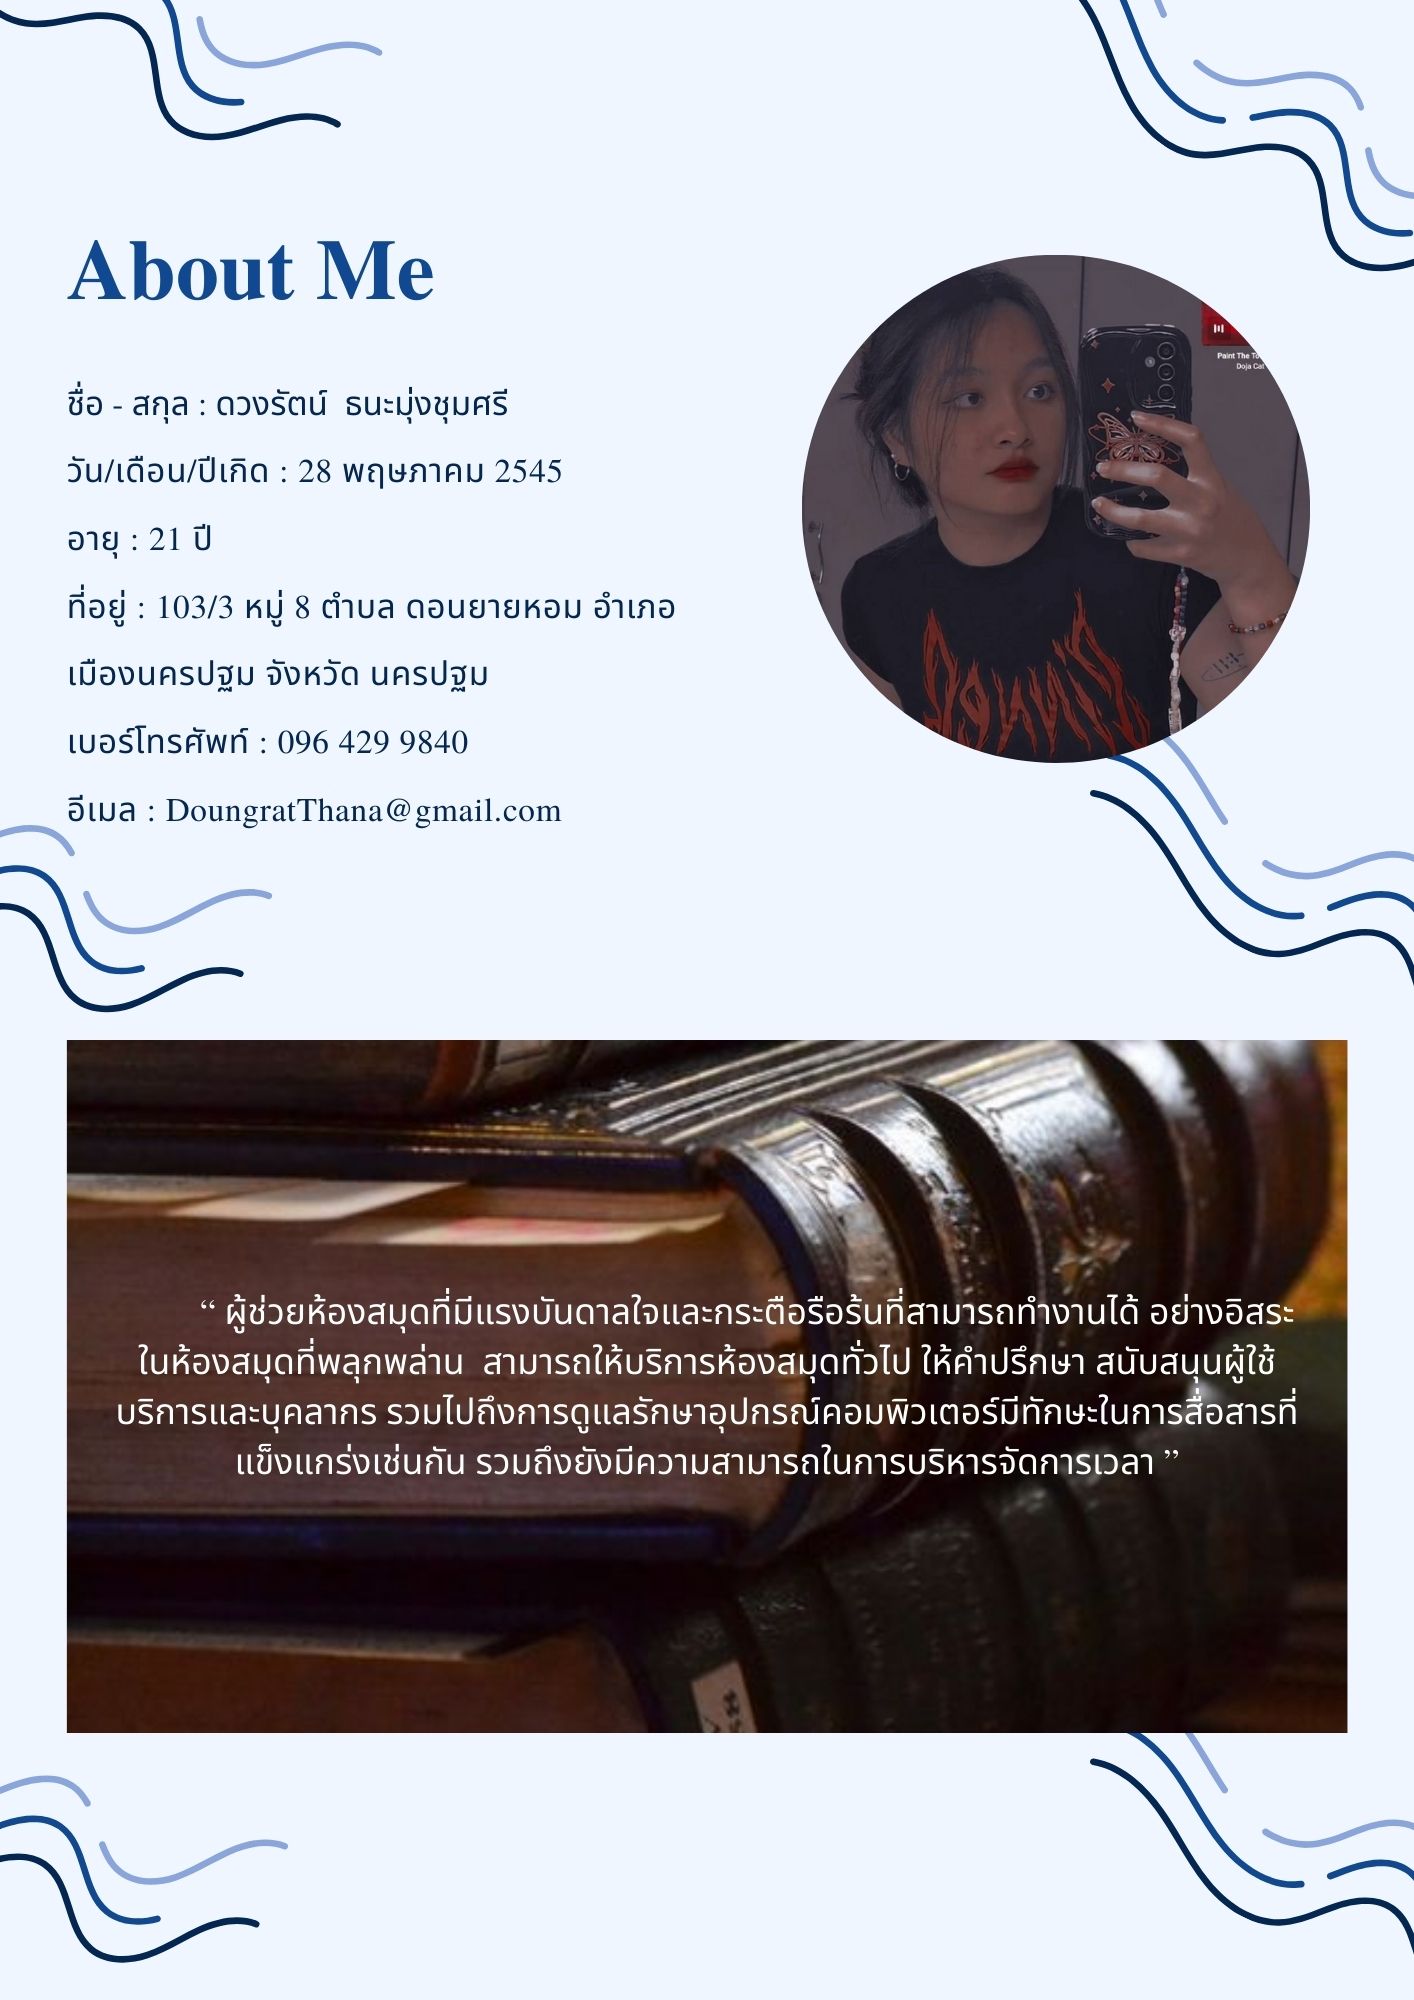 About Me
ชื่อ - สกุล : ดวงรัตน์  ธนะมุ่งชุมศรี
วัน/เดือน/ปีเกิด : 28 พฤษภาคม 2545
อายุ : 21 ปี
ที่อยู่ : 103/3 หมู่ 8 ตำบล ดอนยายหอม อำเภอ
เมืองนครปฐม จังหวัด นครปฐม
เบอร์โทรศัพท์ : 096 429 9840
อีเมล : DoungratThana@gmail.com
Paint The To
Doja Cat
“ ผู้ช่วยห้องสมุดที่มีแรงบันดาลใจและกระตือรือร้นที่สามารถทำงานได้ อย่างอิสระ
ในห้องสมุดที่พลุกพล่าน  สามารถให้บริการห้องสมุดทั่วไป ให้คำปรึกษา สนับสนุนผู้ใช้
บริการและบุคลากร รวมไปถึงการดูแลรักษาอุปกรณ์คอมพิวเตอร์มีทักษะในการสื่อสารที่
แข็งแกร่งเช่นกัน รวมถึงยังมีความสามารถในการบริหารจัดการเวลา ”